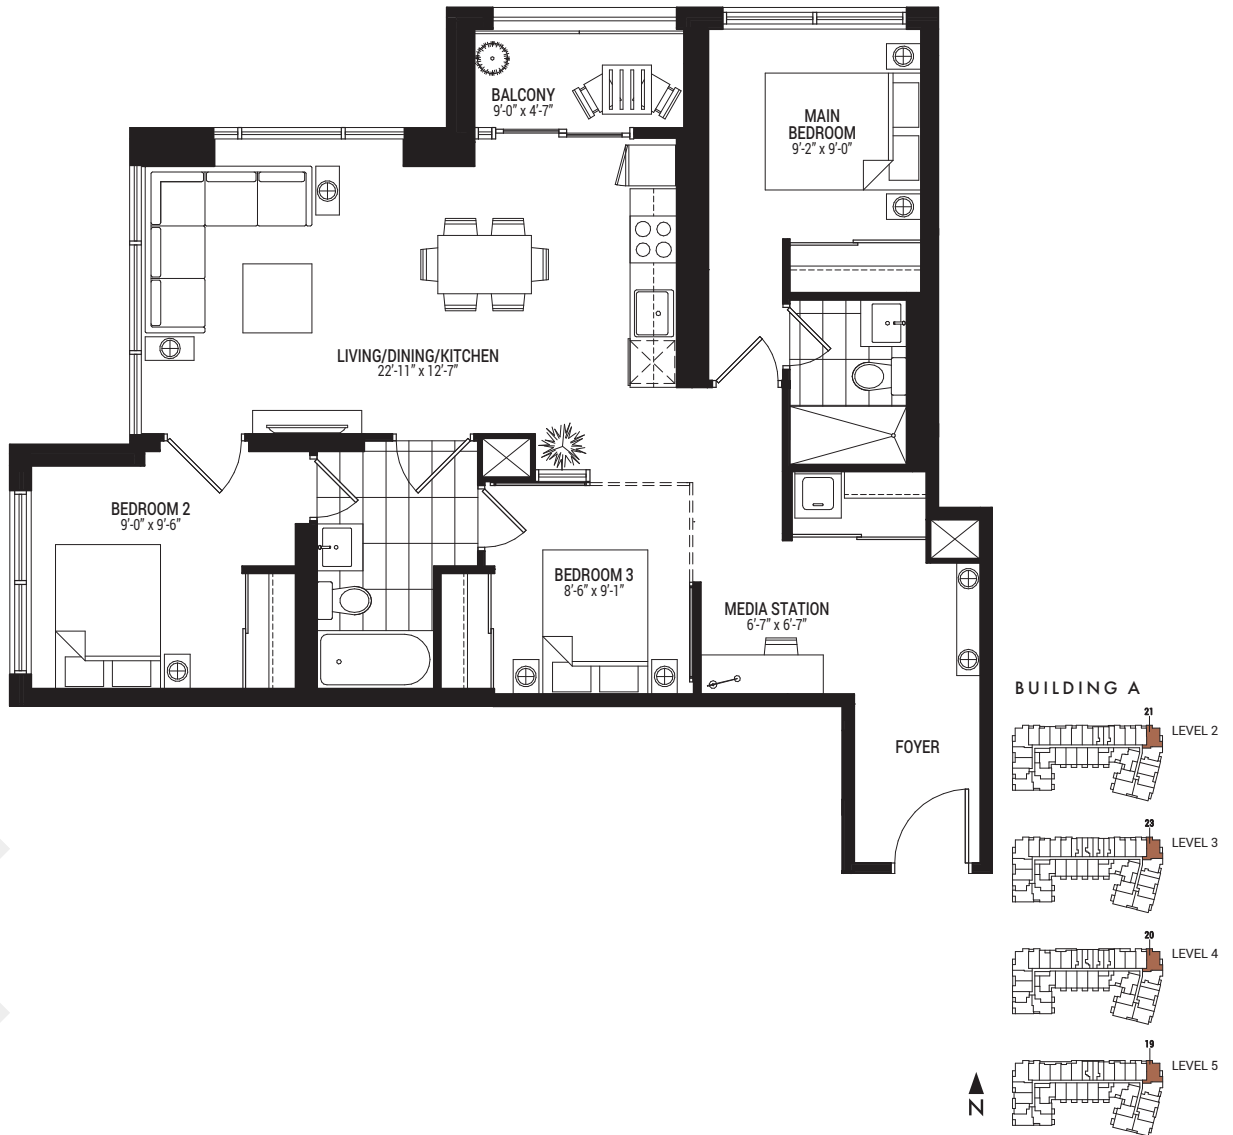 BALCONY
9'-0" x 4'-7"
MAIN
BEDROOM
9'-2" x 9'-0"
LIVING/DINING/KITCHEN
22'-11" x 12'-7"
BEDROOM 2
9'-0" x 9'-6"
BEDROOM 3
8'-6" x 9'-1"
MEDIA STATION
6'-7" x 6'-7"
FOYER
BUILDING A
21
LEVEL 2
23
LEVEL 3
20
LEVEL 4
19
LEVEL 5
N